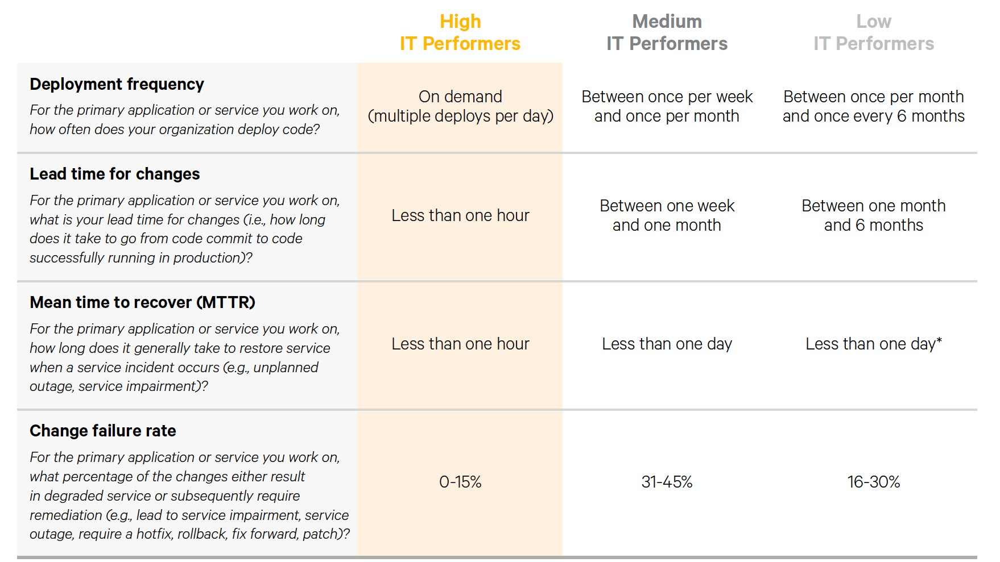 High
IT Performers
Medium
IT Performers
Low
IT Performers
Deployment frequency
For the primary application or service you work on,
how often does your organization deploy code?
On demand
(multiple deploys per day)
Between once per week
and once per month
Between once per month
and once every 6 months
Lead time for changes
For the primary application or service you work on,
what is your lead time for changes (i.e., how long
does it take to go from code commit to code
successfully running in production)?
Less than one hour
Between one week
and one month
Between one month
and 6 months
Mean time to recover (MTTR)
For the primary application or service you work on,
how long does it generally take to restore service
when a service incident occurs (e.g., unplanned
outage, service impairment)?
Less than one hour
Less than one day
Less than one day*
Change failure rate
For the primary application or service you work on,
what percentage of the changes either result
in degraded service or subsequently require
remediation (e.g., lead to service impairment, service
outage, require a hotfix, rollback, fix forward, patch)?
0-15%
31-45%
16-30%